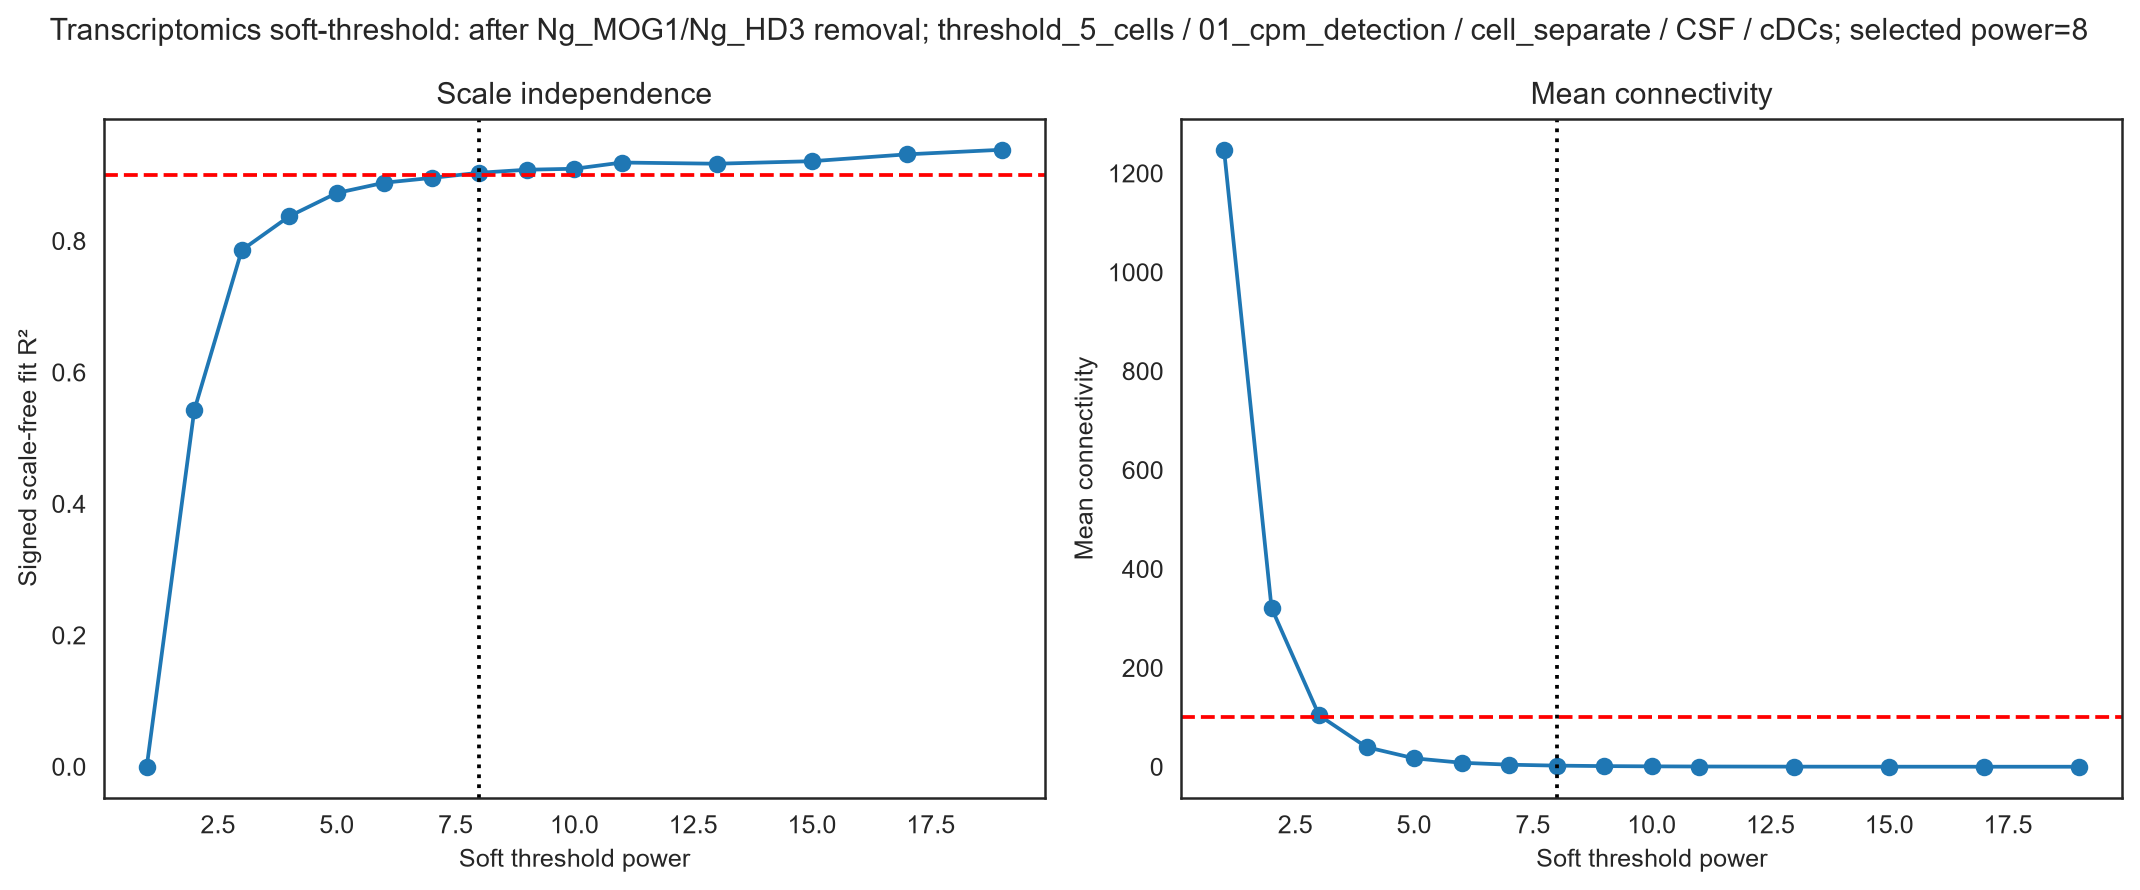 Transcriptomics soft-threshold: after Ng_MOG1/Ng_HD3 removal; threshold_5_cells / 01_cpm_detection / cell_separate / CSF / cDCs; selected power=8
Scale independence
Signed scale-free fit R²
0.8
0.6
0.4
0.2
0.0
2.5 5.0 7.5 10.0 12.5 15.0 17.5
Soft threshold power
Mean connectivity
Mean connectivity
1200
1000
800
600
400
200
0
2.5 5.0 7.5 10.0 12.5 15.0 17.5
Soft threshold power